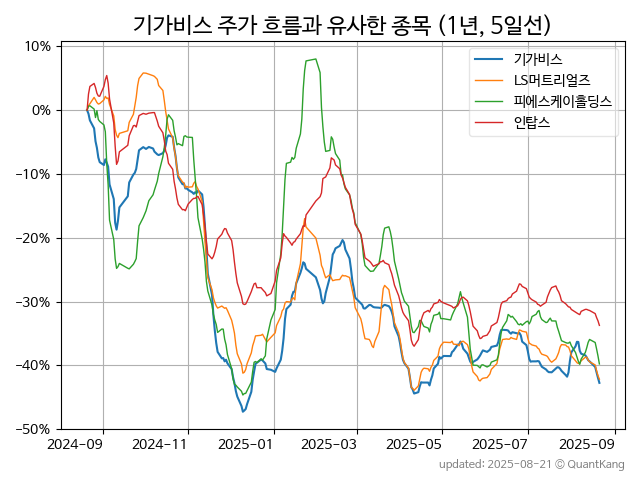 기가비스 주가 흐름과 유사한 종목 (1년, 5일선)
기가비스
LS머트리얼즈
피에스케이홀딩스
인탑스
10%
0%
−10%
−20%
−30%
−40%
−50%
2024-09 2024-11 2025-01 2025-03 2025-05 2025-07 2025-09
updated: 2025-08-21 © QuantKang